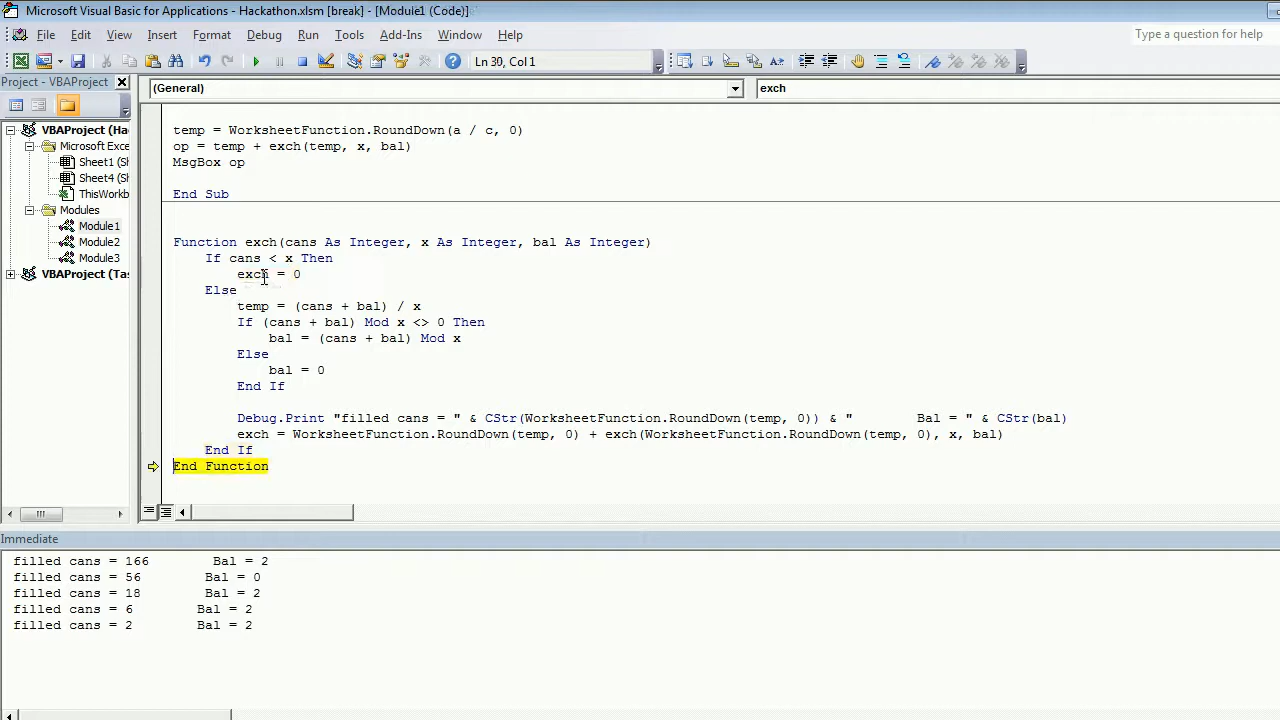 Microsoft Visual Basic for Applications - Hackathon.xlsm [break] - [Module1 (Code)]
File Edit View Insert Format Debug Run Tools Add-Ins Window Help
Type a question for help
Ln 30, Col 1
Project - VBAProject
(General)
exch
VBAProject (Ha
Microsoft Exce
Sheet1 (Sh
Sheet4 (Sh
ThisWorkb
Modules
Module1
Module2
Module3
VBAProject (Ta
temp = WorksheetFunction.RoundDown(a / c, 0)
op = temp + exch(temp, x, bal)
MsgBox op
End Sub
Function exch(cans As Integer, x As Integer, bal As Integer)
If cans < x Then
exch = 0
Else
temp = (cans + bal) / x
If (cans + bal) Mod x <> 0 Then
bal = (cans + bal) Mod x
Else
bal = 0
End If
Debug.Print "filled cans = " & CStr(WorksheetFunction.RoundDown(temp, 0)) & "        Bal = " & CStr(bal)
exch = WorksheetFunction.RoundDown(temp, 0) + exch(WorksheetFunction.RoundDown(temp, 0), x, bal)
End If
End Function
Immediate
filled cans = 166        Bal = 2
filled cans = 56        Bal = 0
filled cans = 18        Bal = 2
filled cans = 6        Bal = 2
filled cans = 2        Bal = 2